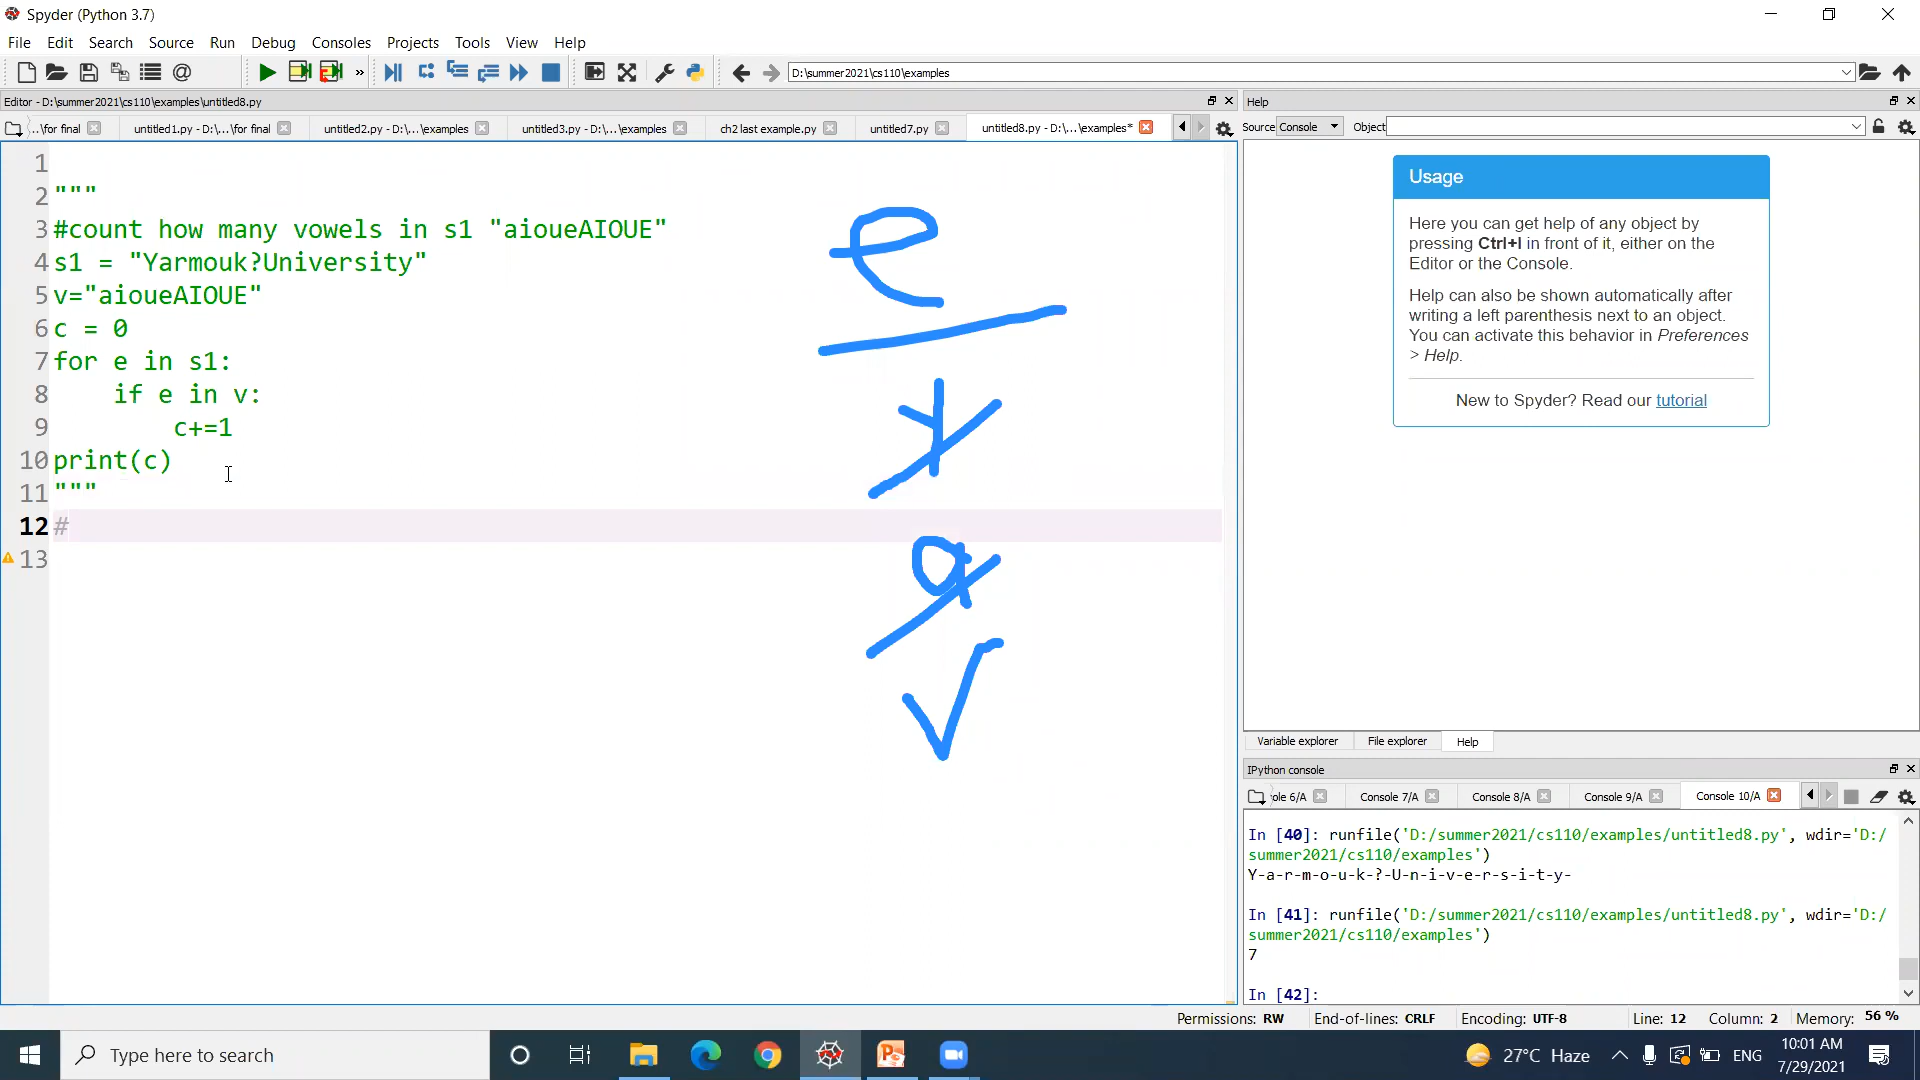 Spyder (Python 3.7)
File Edit Search Source Run Debug Consoles Projects Tools View Help
D:\summer2021\cs110\examples
Editor - D:\summer2021\cs110\examples\untitled8.py
..\for final untitled1.py - D:\...\for final untitled2.py - D:\...\examples untitled3.py - D:\...\examples ch2 last example.py untitled7.py untitled8.py - D:\...\examples*
1
2 """
3 #count how many vowels in s1 "aioueAIOUE"
4 s1 = "Yarmouk?University"
5 v="aioueAIOUE"
6 c = 0
7 for e in s1:
8 if e in v:
9 c+=1
10 print(c)
11 """
12 #
13
e
a
Help
Source Console Object
Usage
Here you can get help of any object by
pressing Ctrl+I in front of it, either on the
Editor or the Console.
Help can also be shown automatically after
writing a left parenthesis next to an object.
You can activate this behavior in Preferences
> Help.
New to Spyder? Read our tutorial
Variable explorer File explorer Help
IPython console
ole 6/A Console 7/A Console 8/A Console 9/A Console 10/A
In [40]: runfile('D:/summer2021/cs110/examples/untitled8.py', wdir='D:/
summer2021/cs110/examples')
Y-a-r-m-o-u-k-?-U-n-i-v-e-r-s-i-t-y-
In [41]: runfile('D:/summer2021/cs110/examples/untitled8.py', wdir='D:/
summer2021/cs110/examples')
7
In [42]:
Permissions: RW End-of-lines: CRLF Encoding: UTF-8 Line: 12 Column: 2 Memory: 56 %
Type here to search
27°C Haze ENG 10:01 AM
7/29/2021